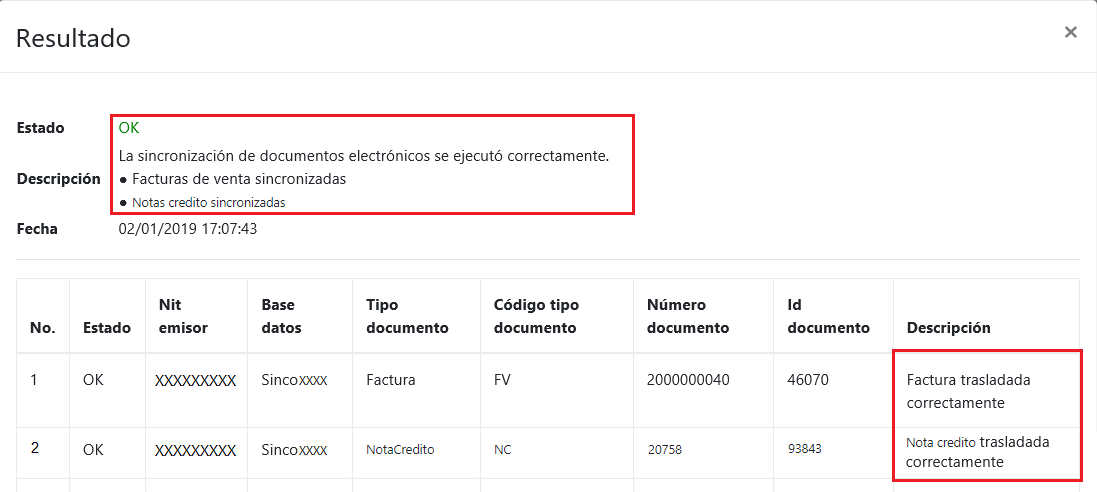 Resultado
×
Estado OK
La sincronización de documentos electrónicos se ejecutó correctamente.
Descripción ● Facturas de venta sincronizadas
● Notas credito sincronizadas
Fecha 02/01/2019 17:07:43
No. Estado Nit emisor Base datos Tipo documento Código tipo documento Número documento Id documento Descripción
1 OK XXXXXXXXX SincoXXXX Factura FV 2000000040 46070 Factura trasladada correctamente
2 OK XXXXXXXXX SincoXXXX NotaCredito NC 20758 93843 Nota credito trasladada correctamente